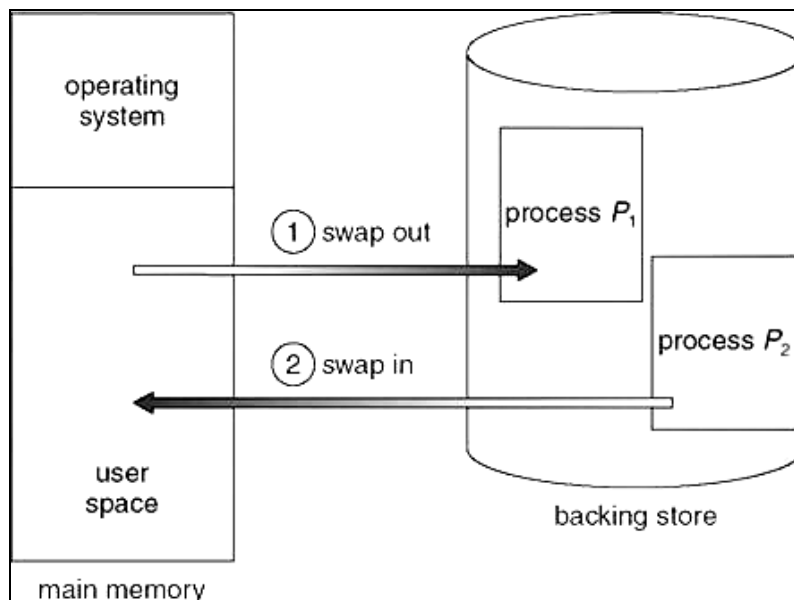 operating
system
process P₁
1 swap out
process P₂
2 swap in
user
space
backing store
main memory